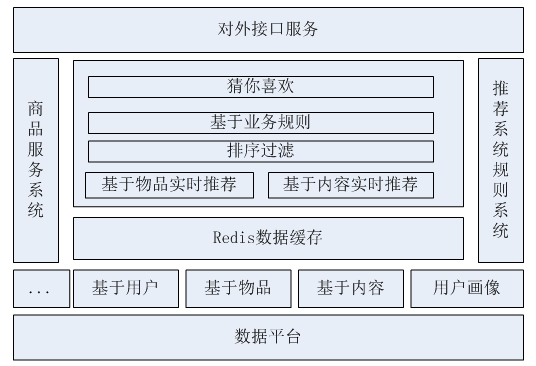 对外接口服务
商品服务系统
猜你喜欢
基于业务规则
排序过滤
基于物品实时推荐
基于内容实时推荐
Redis数据缓存
推荐系统规则系统
...
基于用户
基于物品
基于内容
用户画像
数据平台